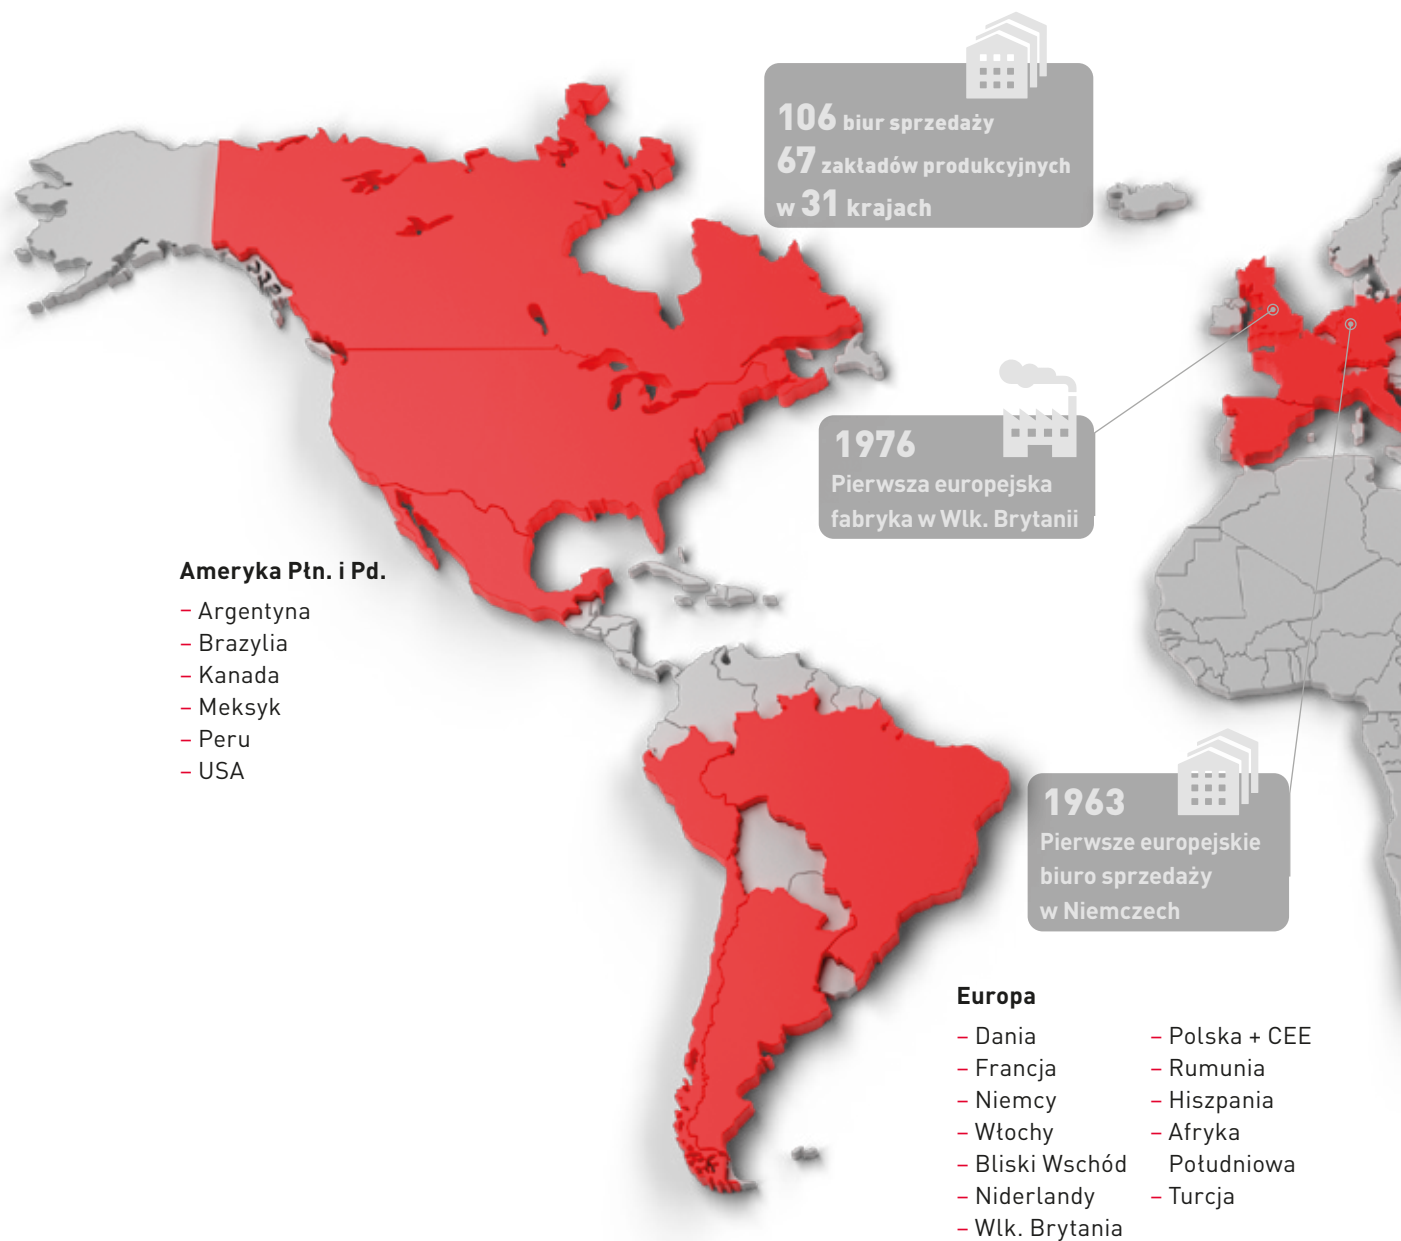 106 biur sprzedaży
67 zakładów produkcyjnych
w 31 krajach
1976
Pierwsza europejska
fabryka w Wlk. Brytanii
Ameryka Płn. i Pd.
– Argentyna
– Brazylia
– Kanada
– Meksyk
– Peru
– USA
1963
Pierwsze europejskie
biuro sprzedaży
w Niemczech
Europa
– Dania
– Francja
– Niemcy
– Włochy
– Bliski Wschód
– Niderlandy
– Wlk. Brytania
– Polska + CEE
– Rumunia
– Hiszpania
– Afryka
Południowa
– Turcja